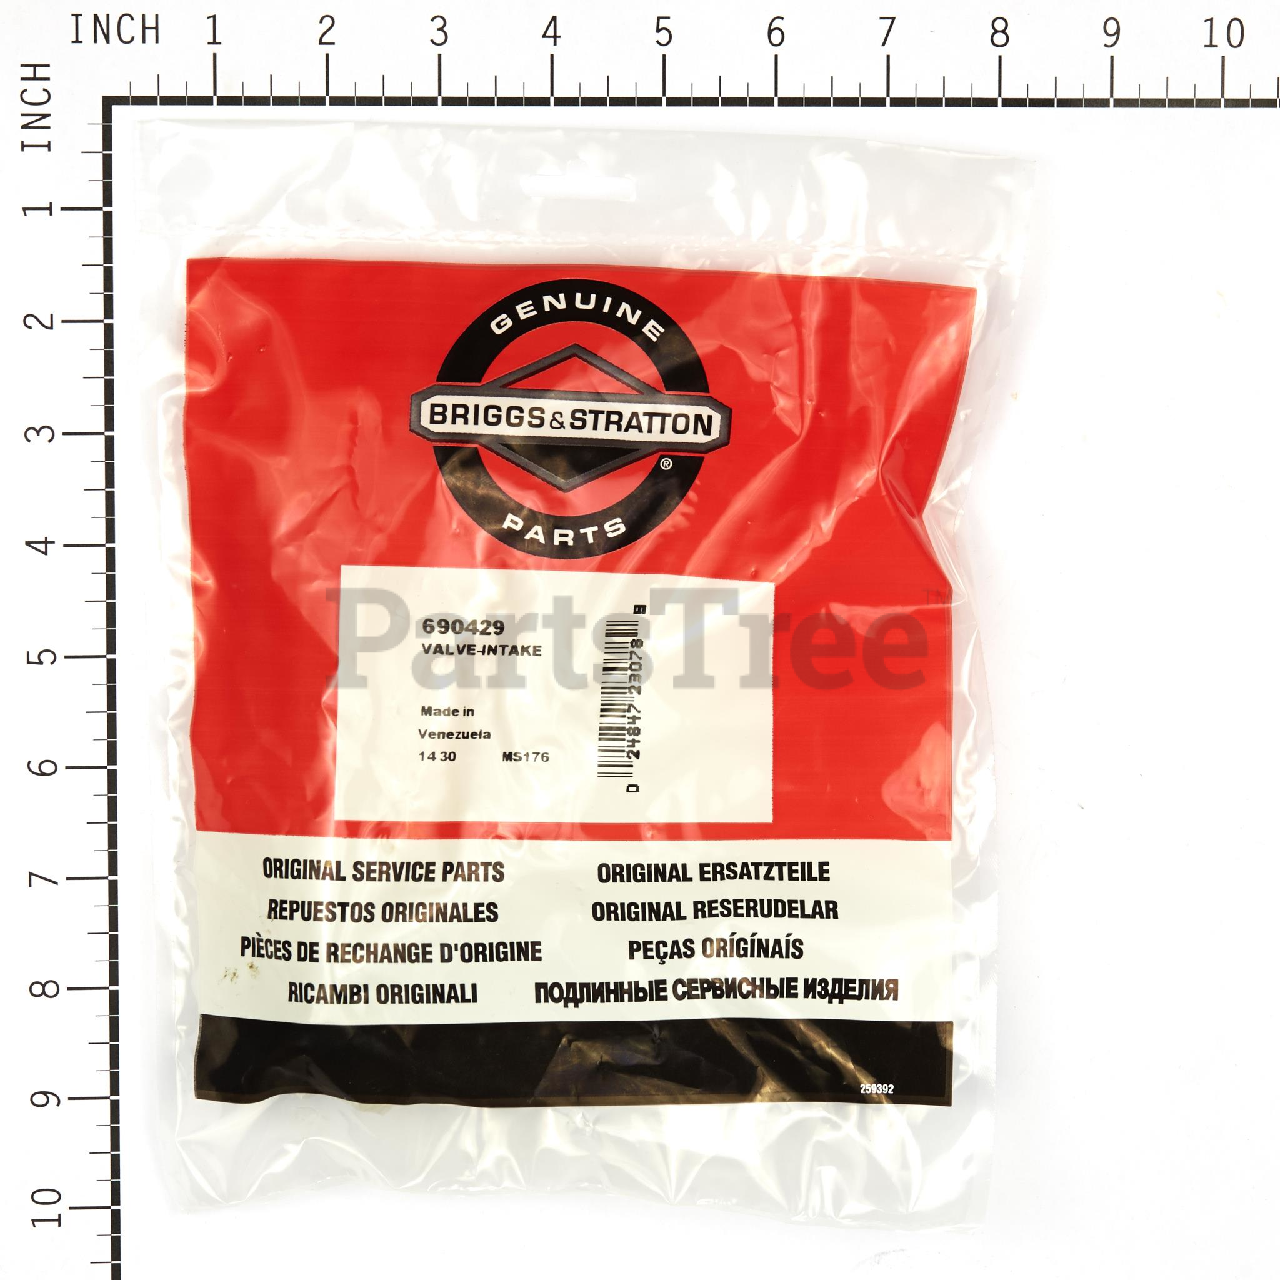 INCH 1 2 3 4 5 6 7 8 9 10
INCH
1
2
3
4
5
6
7
8
9
10
GENUINE
BRIGGS&STRATTON
®
PARTS
PartsTree™
690429
VALVE-INTAKE
Made in
Venezuela
14 30 MS176
0 24847 23078 9
ORIGINAL SERVICE PARTS ORIGINAL ERSATZTEILE
REPUESTOS ORIGINALES ORIGINAL RESERUDELAR
PIÈCES DE RECHANGE D'ORIGINE PEÇAS ORÍGÍNAÍS
RICAMBI ORIGINALI ПОДЛИННЫЕ СЕРВИСНЫЕ ИЗДЕЛИЯ
259392